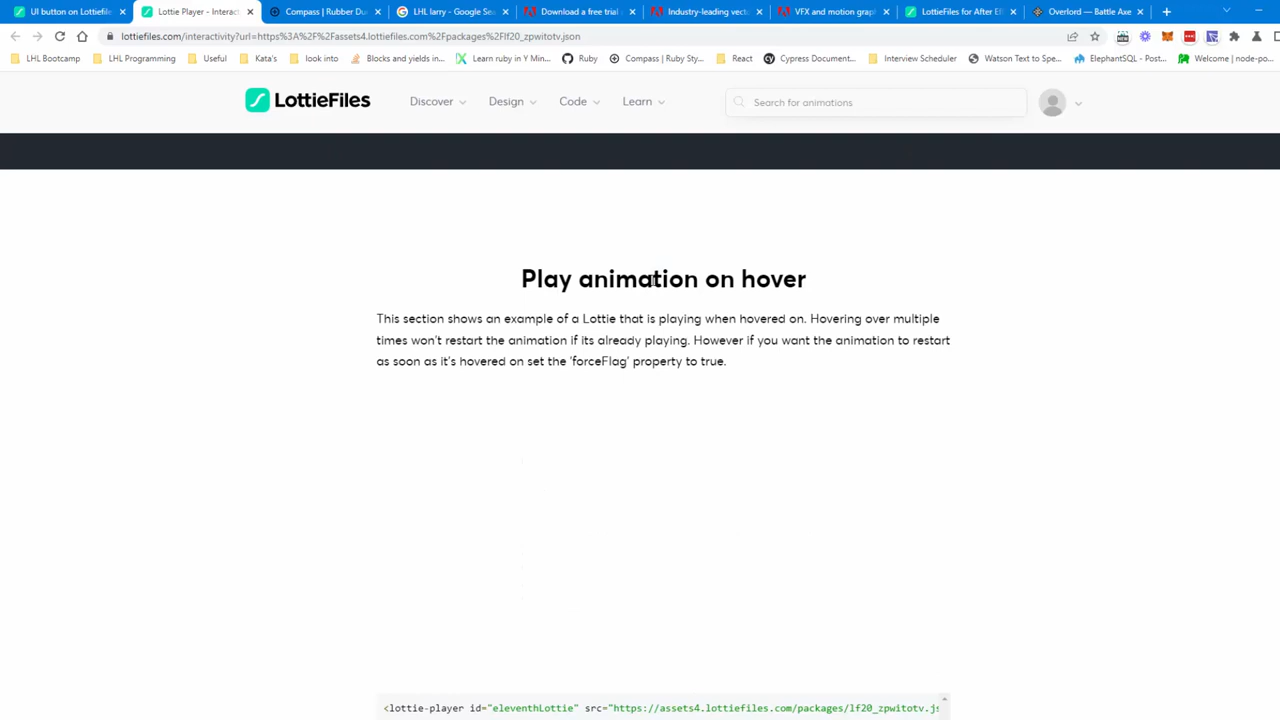 UI button on Lottiefile
Lottie Player - Interac
Compass | Rubber Du
LHL larry - Google Sea
Download a free trial
Industry-leading vect
VFX and motion graph
LottieFiles for After Ef
Overlord — Battle Axe
lottiefiles.com/interactivity?url=https%3A%2F%2Fassets4.lottiefiles.com%2Fpackages%2Flf20_zpwitotv.json
LHL Bootcamp
LHL Programming
Useful
Kata's
look into
Blocks and yields in...
Learn ruby in Y Min...
Ruby
Compass | Ruby Sty...
React
Cypress Document...
Interview Scheduler
Watson Text to Spe...
ElephantSQL - Post...
Welcome | node-po
LottieFiles
Discover
Design
Code
Learn
Search for animations
Play animation on hover
This section shows an example of a Lottie that is playing when hovered on. Hovering over multiple
times won't restart the animation if its already playing. However if you want the animation to restart
as soon as it's hovered on set the 'forceFlag' property to true.
<lottie-player id="eleventhLottie" src="https://assets4.lottiefiles.com/packages/lf20_zpwitotv.js